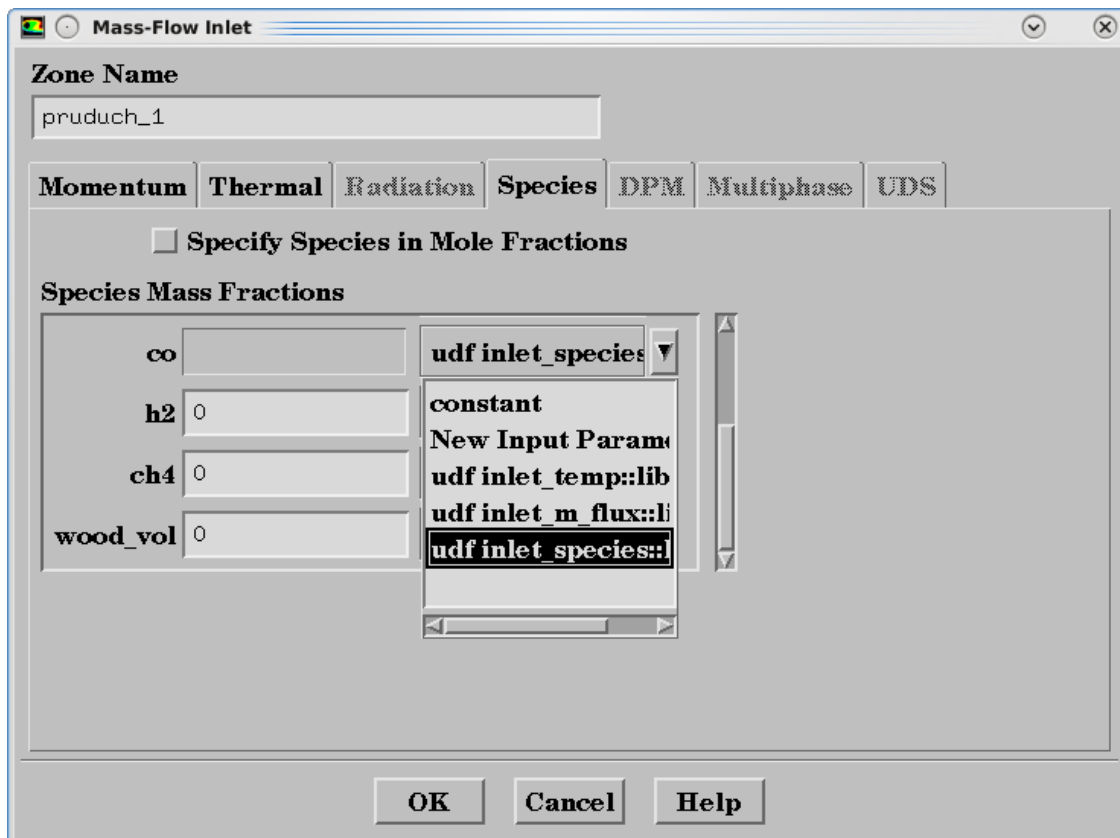 Mass-Flow Inlet
Zone Name
pruduch_1
Momentum Thermal Radiation Species DPM Multiphase UDS
Specify Species in Mole Fractions
Species Mass Fractions
co udf inlet_species
h2 0
ch4 0
wood_vol 0
constant
New Input Parame
udf inlet_temp::lib
udf inlet_m_flux::li
udf inlet_species::l
OK Cancel Help